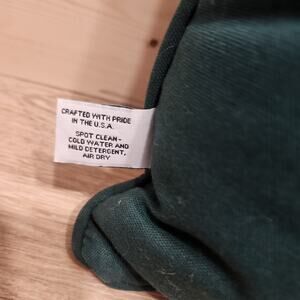 CRAFTED WITH PRIDE
IN THE U.S.A.
SPOT CLEAN -
COLD WATER AND
MILD DETERGENT,
AIR DRY